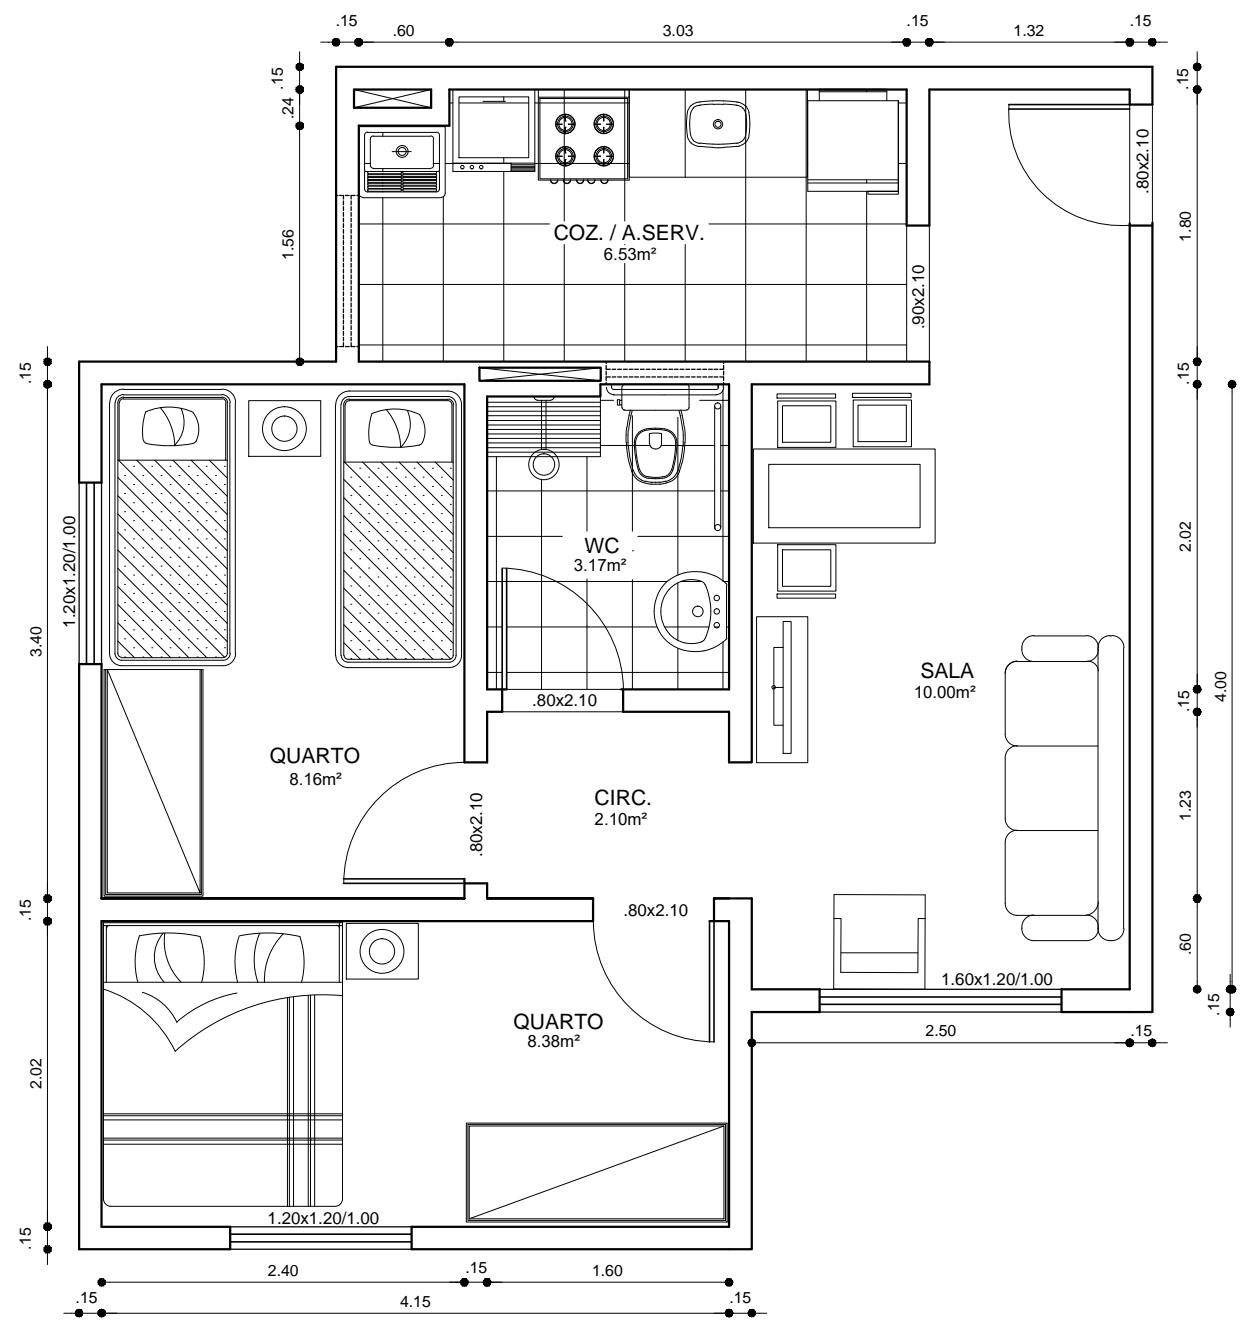 .15
.60
3.03
.15
1.32
.15
.15
.24
1.56
.15
1.80
.80x2.10
COZ. / A.SERV.
6.53m²
.90x2.10
.15
3.40
.15
2.02
.15
1.20x1.20/1.00
WC
3.17m²
.80x2.10
QUARTO
8.16m²
.80x2.10
CIRC.
2.10m²
.80x2.10
SALA
10.00m²
1.60x1.20/1.00
.15
2.02
.15
1.23
.60
4.00
.15
2.50
.15
QUARTO
8.38m²
1.20x1.20/1.00
2.40
.15
1.60
.15
4.15
.15